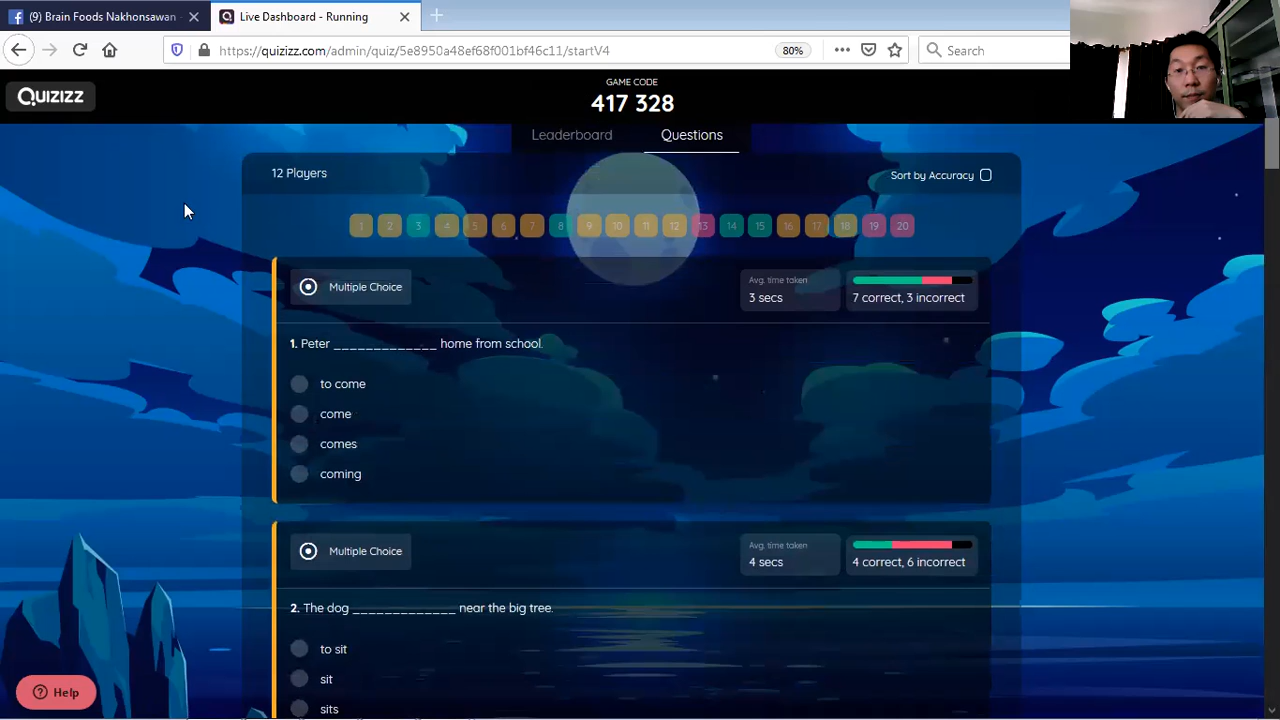 (9) Brain Foods Nakhonsawan -
Live Dashboard - Running
https://quizizz.com/admin/quiz/5e8950a48ef68f001bf46c11/startV4
80%
Search
QUIZIZZ
GAME CODE
417 328
Leaderboard
Questions
12 Players
Sort by Accuracy
1 2 3 4 5 6 7 8 9 10 11 12 13 14 15 16 17 18 19 20
Multiple Choice
Avg. time taken
3 secs
7 correct, 3 incorrect
1. Peter _____________ home from school.
to come
come
comes
coming
Multiple Choice
Avg. time taken
4 secs
4 correct, 6 incorrect
2. The dog _____________ near the big tree.
to sit
sit
sits
Help